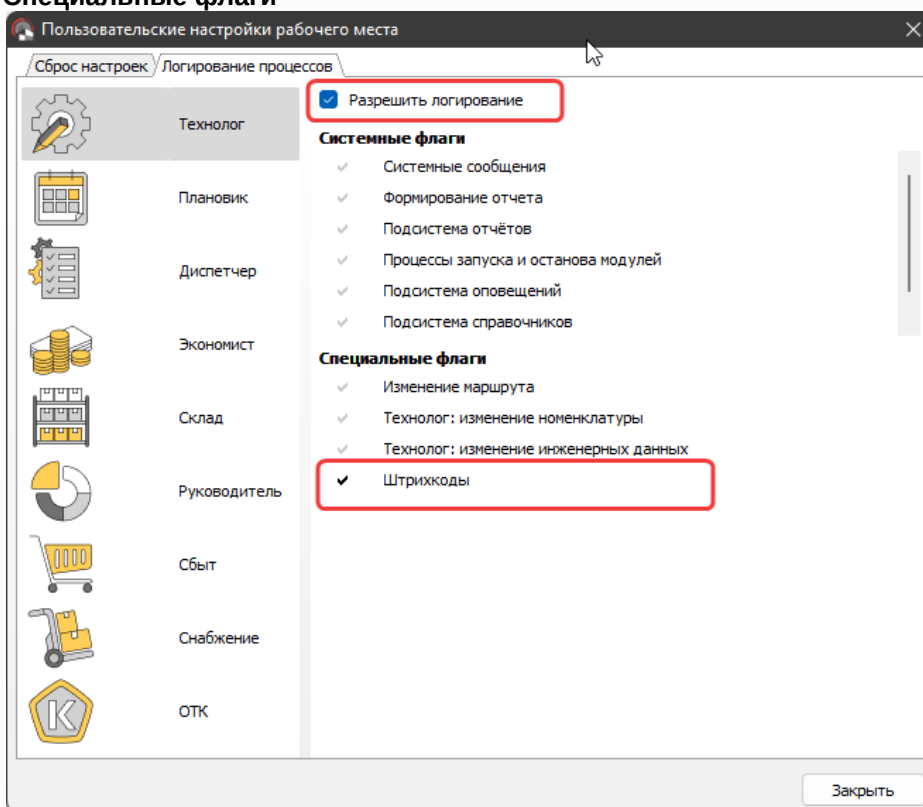 Специальные флаги
Пользовательские настройки рабочего места
Сброс настроек
Логирование процессов
Технолог
Плановик
Диспетчер
Экономист
Склад
Руководитель
Сбыт
Снабжение
ОТК
Разрешить логирование
Системные флаги
Системные сообщения
Формирование отчета
Подсистема отчётов
Процессы запуска и останова модулей
Подсистема оповещений
Подсистема справочников
Специальные флаги
Изменение маршрута
Технолог: изменение номенклатуры
Технолог: изменение инженерных данных
Штрихкоды
Закрыть